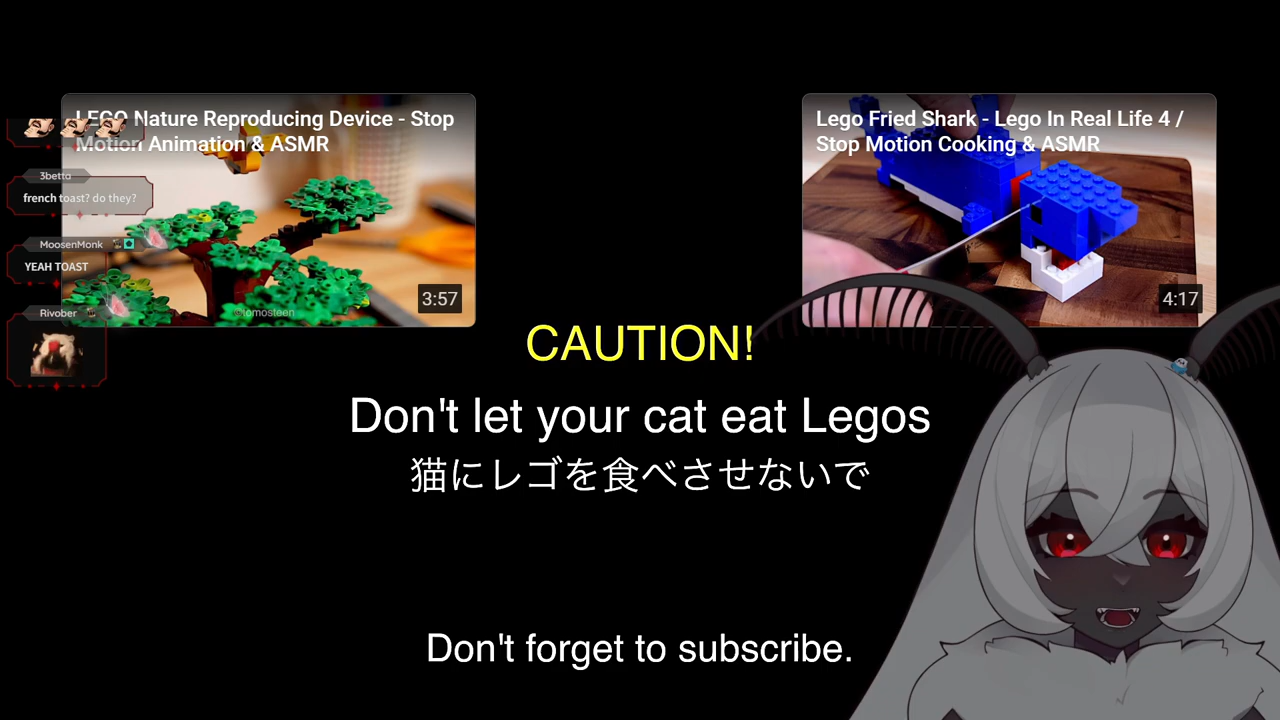 LEGO Nature Reproducing Device - Stop
Motion Animation & ASMR
3:57
@tomosteen
Lego Fried Shark - Lego In Real Life 4 /
Stop Motion Cooking & ASMR
4:17
3betta
french toast? do they?
MoosenMonk
YEAH TOAST
Rivober
CAUTION!
Don't let your cat eat Legos
猫にレゴを食べさせないで
Don't forget to subscribe.